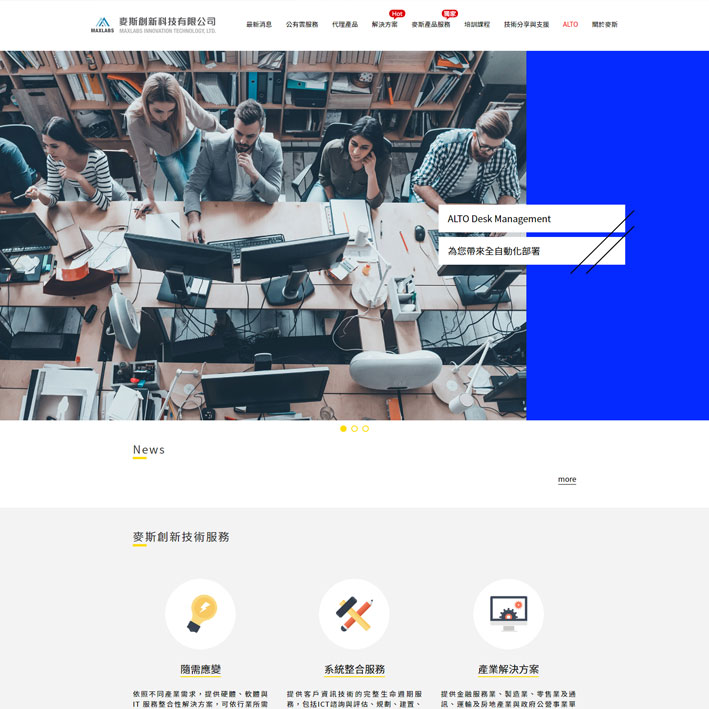 麥斯創新科技有限公司
MAXLABS MAXLABS INNOVATION TECHNOLOGY, LTD.
Hot 獨家
最新消息 公有雲服務 代理產品 解決方案 麥斯產品服務 培訓課程 技術分享與支援 ALTO 關於麥斯
ALTO Desk Management
為您帶來全自動化部署
News
more
麥斯創新技術服務
隨需應變 系統整合服務 產業解決方案
依照不同產業需求，提供硬體、軟體與
IT 服務整合性解決方案，可依行業所需
提供客戶資訊技術的完整生命週期服
務，包括ICT諮詢與評估、規劃、建置、
提供金融服務業、製造業、零售業及通
訊、運輸及房地產業與政府公營事業單